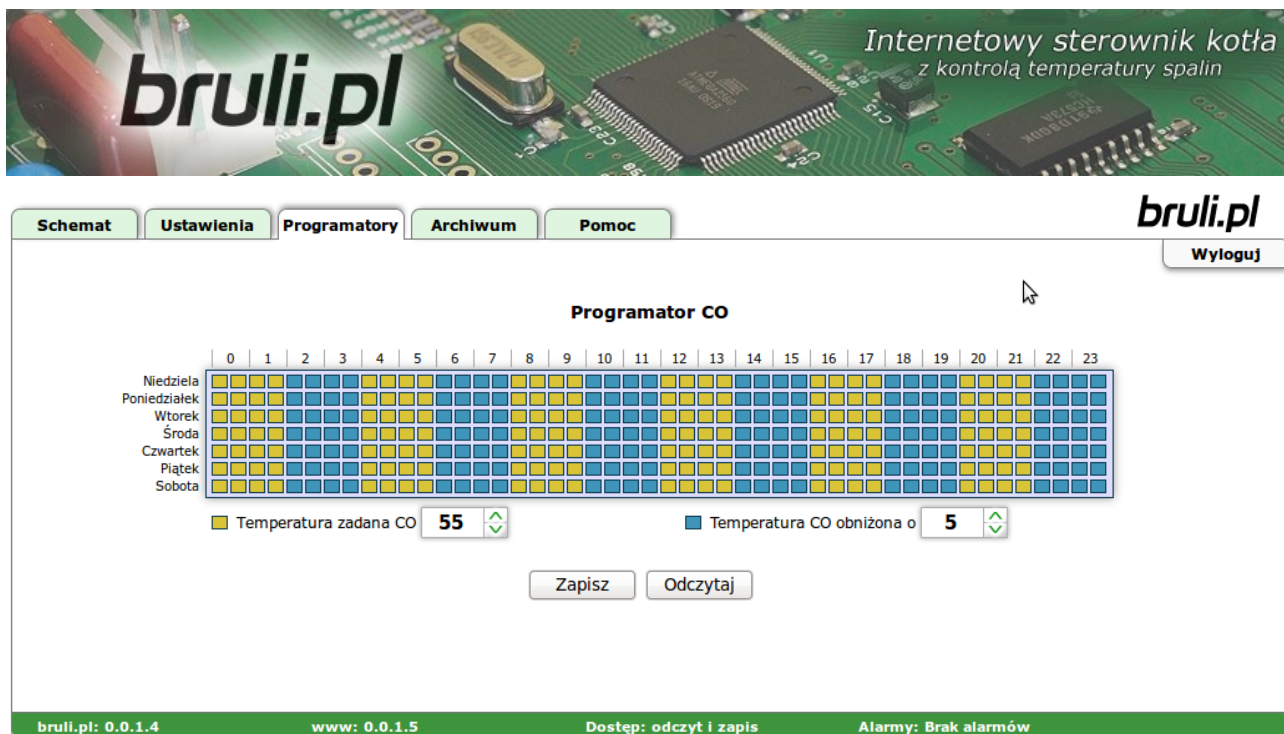 bruli.pl
Internetowy sterownik kotła
z kontrolą temperatury spalin
bruli.pl
Schemat Ustawienia Programatory Archiwum Pomoc
Wyloguj
Programator CO
0 1 2 3 4 5 6 7 8 9 10 11 12 13 14 15 16 17 18 19 20 21 22 23
Niedziela
Poniedziałek
Wtorek
Środa
Czwartek
Piątek
Sobota
Temperatura zadana CO 55 Temperatura CO obniżona o 5
Zapisz Odczytaj
bruli.pl: 0.0.1.4 www: 0.0.1.5 Dostęp: odczyt i zapis Alarmy: Brak alarmów